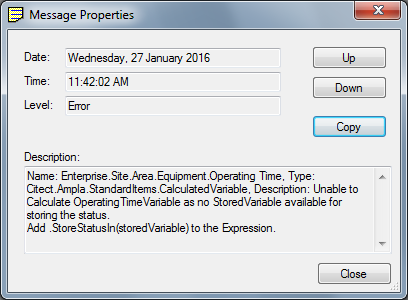 Message Properties
Date: Wednesday, 27 January 2016
Up
Time: 11:42:02 AM
Down
Level: Error
Copy
Description:
Name: Enterprise.Site.Area.Equipment.Operating Time, Type:
Citect.Ampla.StandardItems.CalculatedVariable, Description: Unable to
Calculate OperatingTimeVariable as no StoredVariable available for
storing the status.
Add .StoreStatusIn(storedVariable) to the Expression.
Close